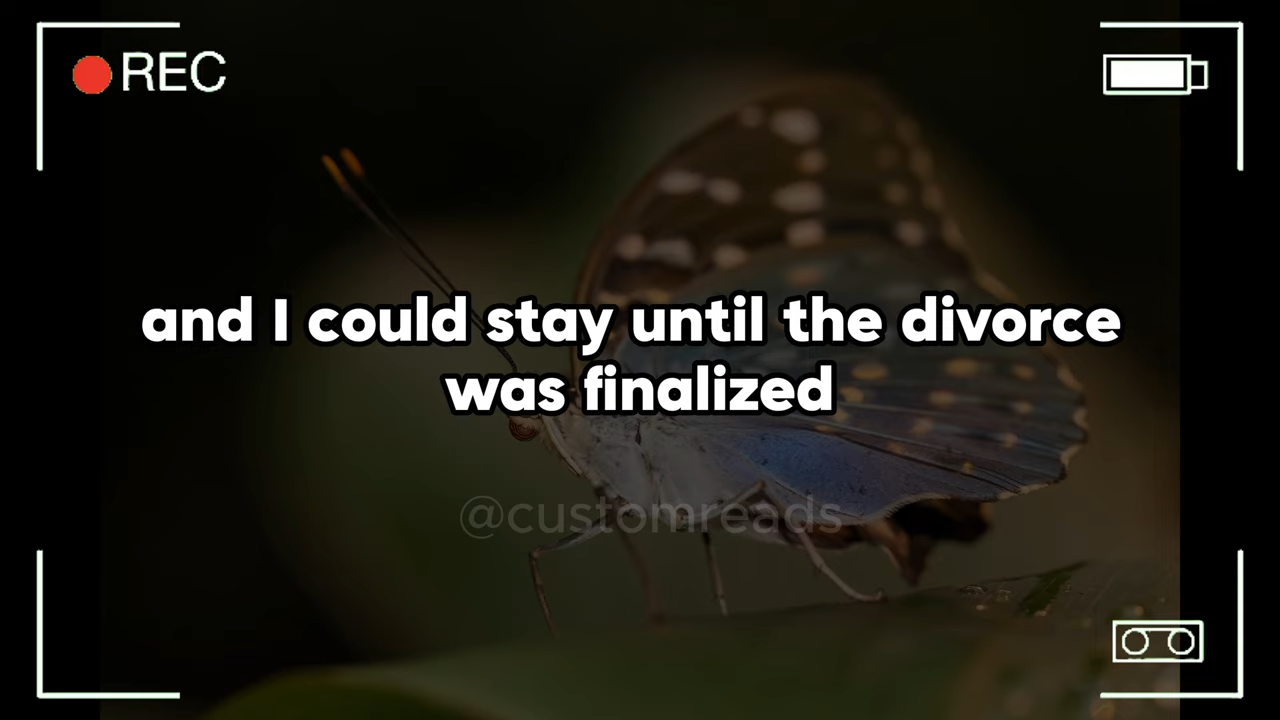 REC
and I could stay until the divorce
was finalized
@customreads